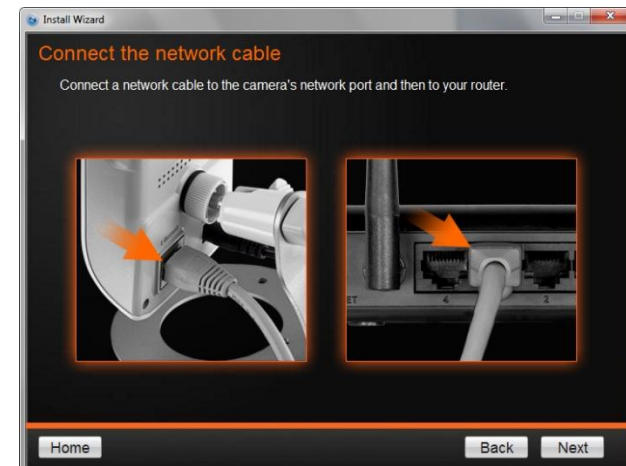 Install Wizard
Connect the network cable
Connect a network cable to the camera's network port and then to your router.
4
2
Home
Back
Next